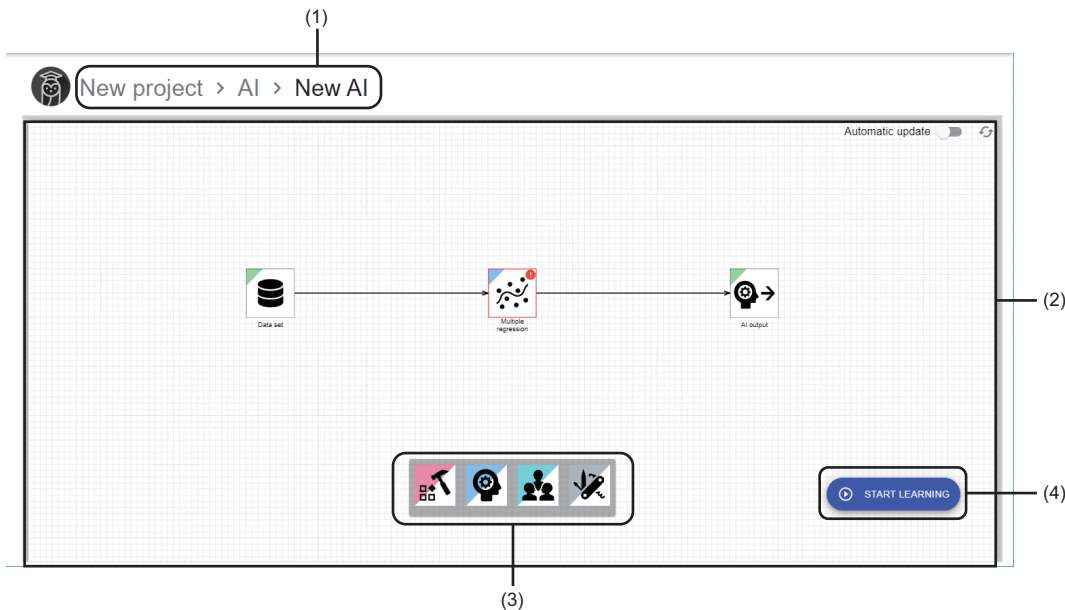 (1)
New project > AI > New AI
Automatic update
Data set
Multiple
regression
AI output
(2)
START LEARNING
(4)
(3)